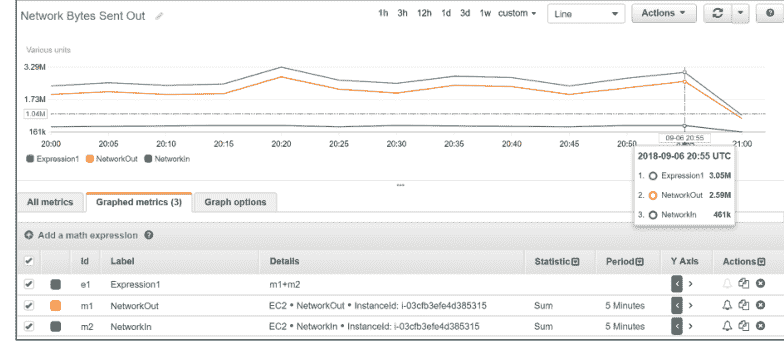 Network Bytes Sent Out
1h 3h 12h 1d 3d 1w custom Line Actions
Various units
3.29M
1.73M
1.04M
161k
20:00 20:05 20:10 20:15 20:20 20:25 20:30 20:35 20:40 20:45 20:50 21:00
09-06 20:55
Expression1 NetworkOut NetworkIn
2018-09-06 20:55 UTC
1. Expression1 3.05M
2. NetworkOut 2.59M
3. NetworkIn 461k
All metrics Graphed metrics (3) Graph options
Add a math expression
Id Label Details Statistic Period Y Axis Actions
e1 Expression1 m1+m2
m1 NetworkOut EC2 • NetworkOut • InstanceId: i-03cfb3efe4d385315 Sum 5 Minutes
m2 NetworkIn EC2 • NetworkIn • InstanceId: i-03cfb3efe4d385315 Sum 5 Minutes